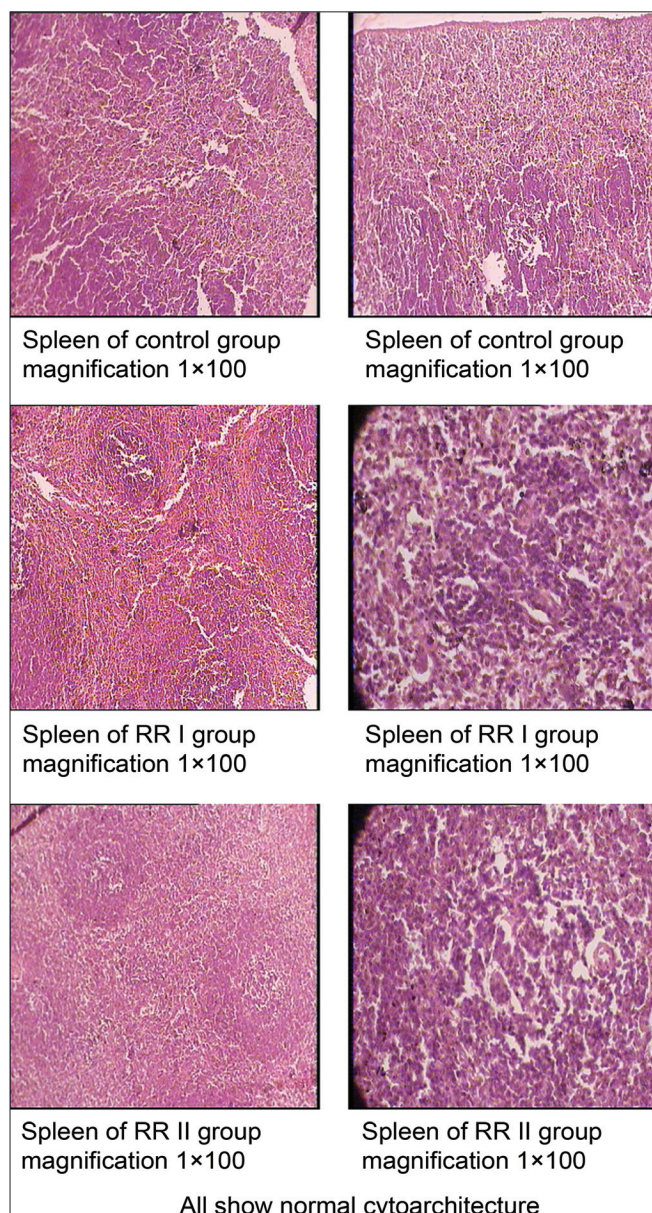 Spleen of control group
magnification 1×100
Spleen of control group
magnification 1×100
Spleen of RR I group
magnification 1×100
Spleen of RR I group
magnification 1×100
Spleen of RR II group
magnification 1×100
Spleen of RR II group
magnification 1×100
All show normal cytoarchitecture